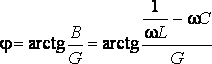 φ = arctg B/G = arctg (1/(ωL) − ωC)/G